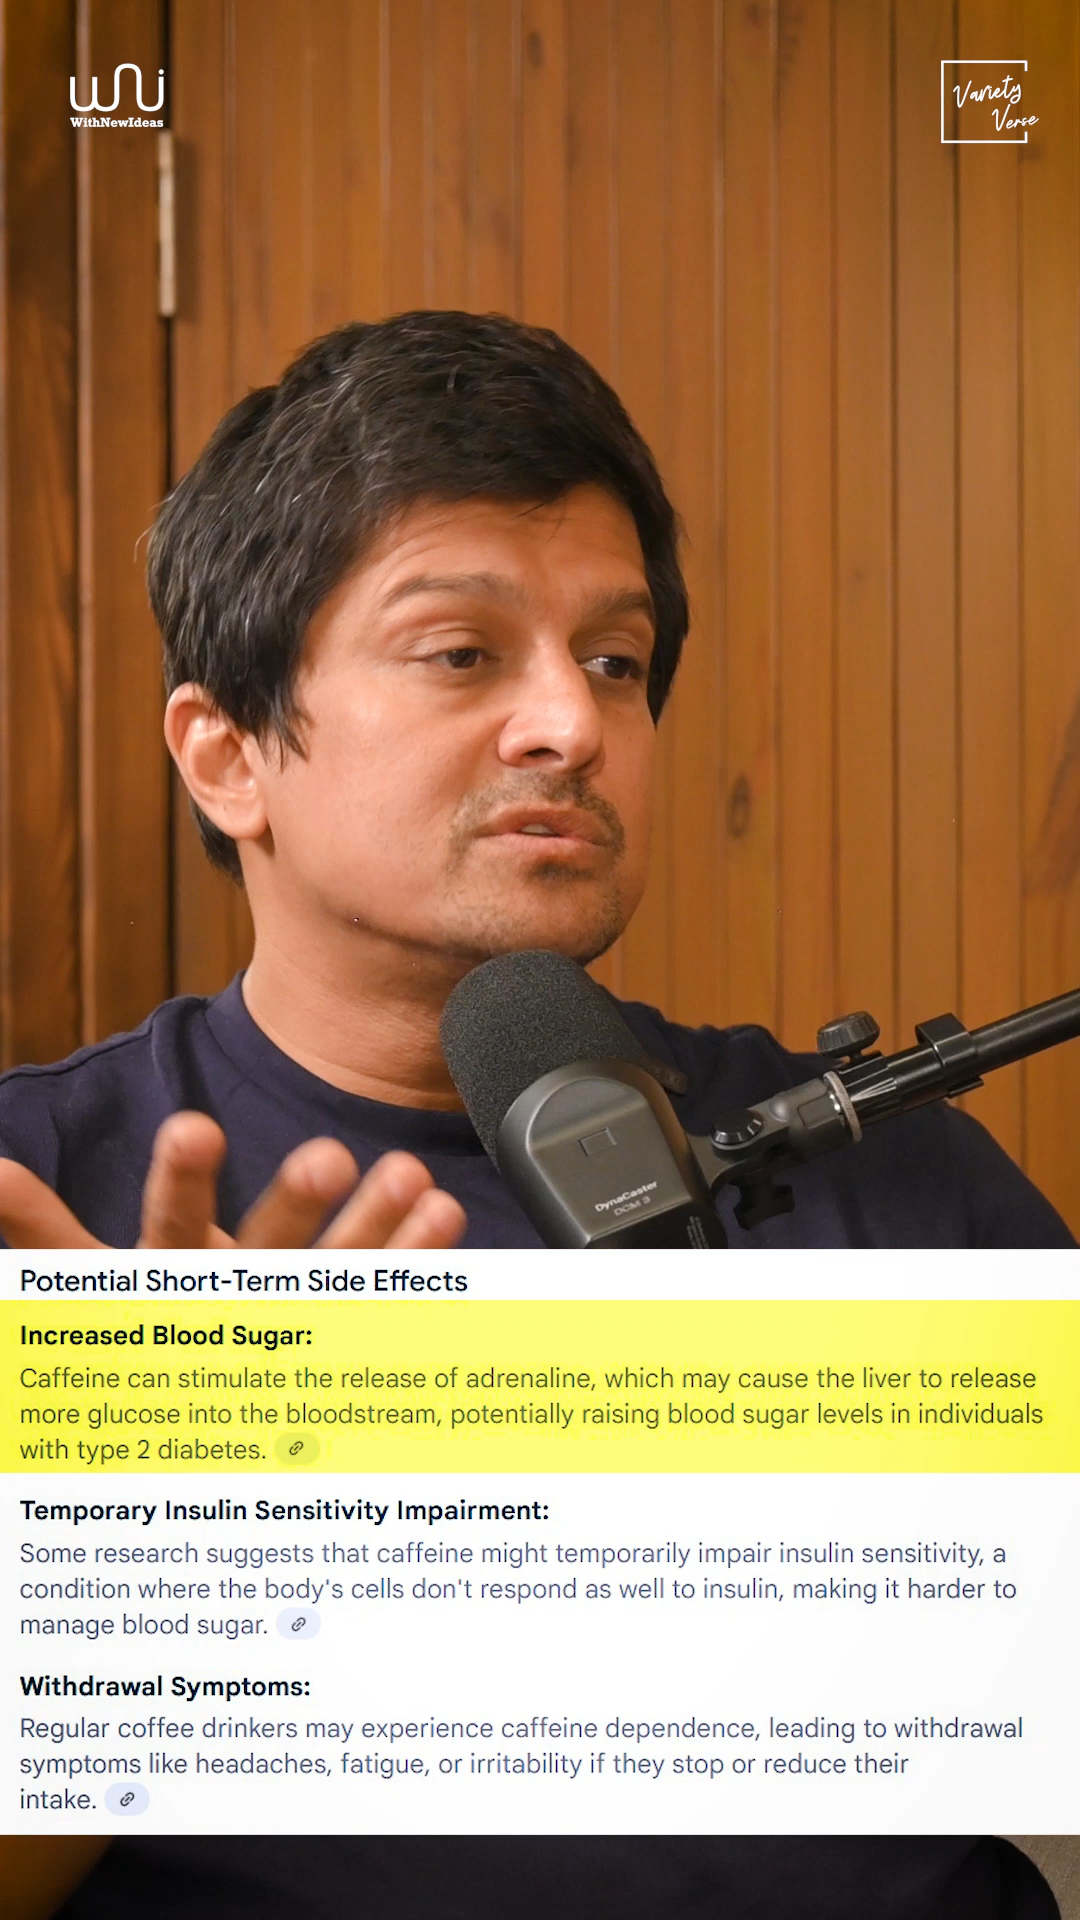 wni
WithNewIdeas
Variety
Verse
DynaCaster
DCM 3
Potential Short-Term Side Effects
Increased Blood Sugar:
Caffeine can stimulate the release of adrenaline, which may cause the liver to release
more glucose into the bloodstream, potentially raising blood sugar levels in individuals
with type 2 diabetes.
Temporary Insulin Sensitivity Impairment:
Some research suggests that caffeine might temporarily impair insulin sensitivity, a
condition where the body's cells don't respond as well to insulin, making it harder to
manage blood sugar.
Withdrawal Symptoms:
Regular coffee drinkers may experience caffeine dependence, leading to withdrawal
symptoms like headaches, fatigue, or irritability if they stop or reduce their
intake.